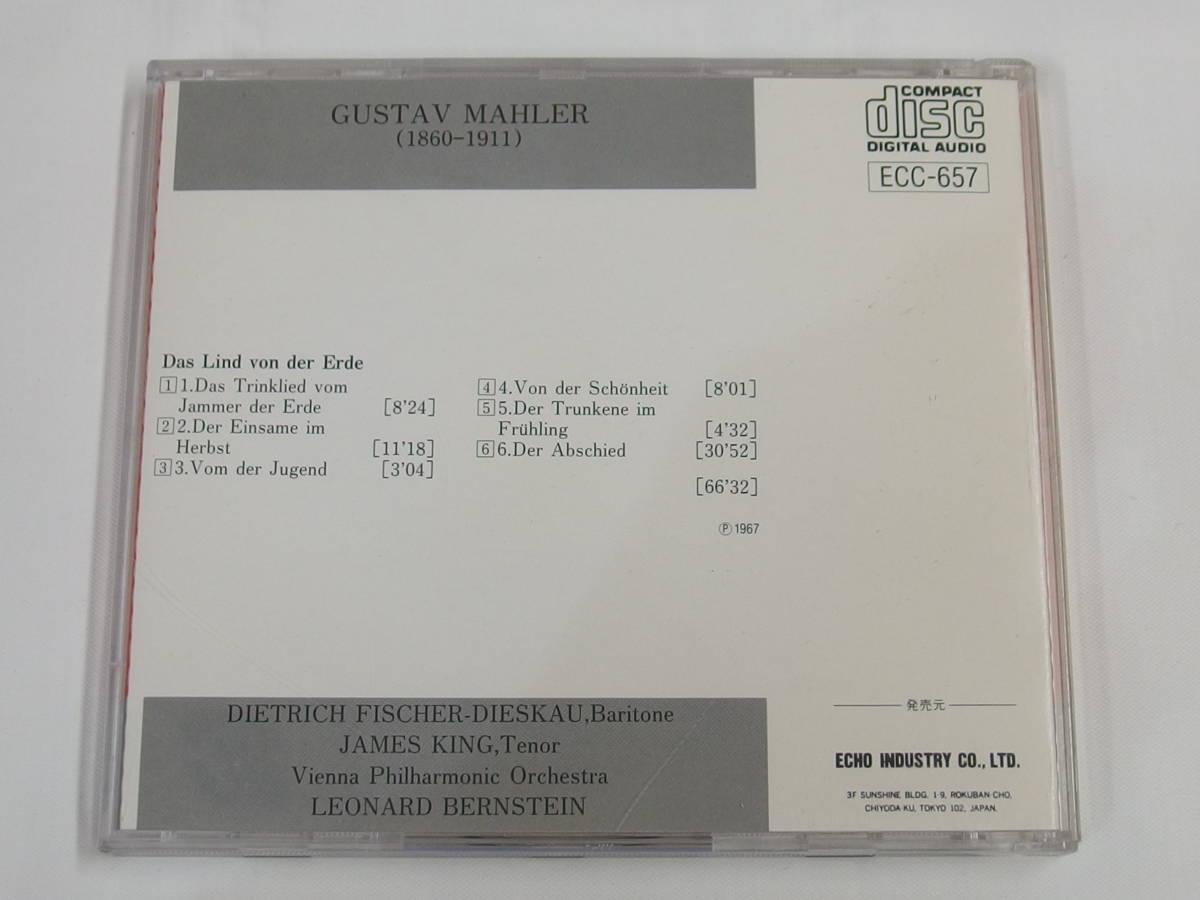 GUSTAV MAHLER
(1860-1911)
COMPACT
disc
DIGITAL AUDIO
ECC-657
Das Lind von der Erde
1 1.Das Trinklied vom
Jammer der Erde [8'24]
2 2.Der Einsame im
Herbst [11'18]
3 3.Vom der Jugend [3'04]
4 4.Von der Schönheit [8'01]
5 5.Der Trunkene im
Frühling [4'32]
6 6.Der Abschied [30'52]
[66'32]
Ⓟ 1967
DIETRICH FISCHER-DIESKAU,Baritone
JAMES KING,Tenor
Vienna Philharmonic Orchestra
LEONARD BERNSTEIN
発売元
ECHO INDUSTRY CO., LTD.
3F SUNSHINE BLDG. 1-9, ROKUBAN-CHO,
CHIYODA-KU, TOKYO 102, JAPAN.